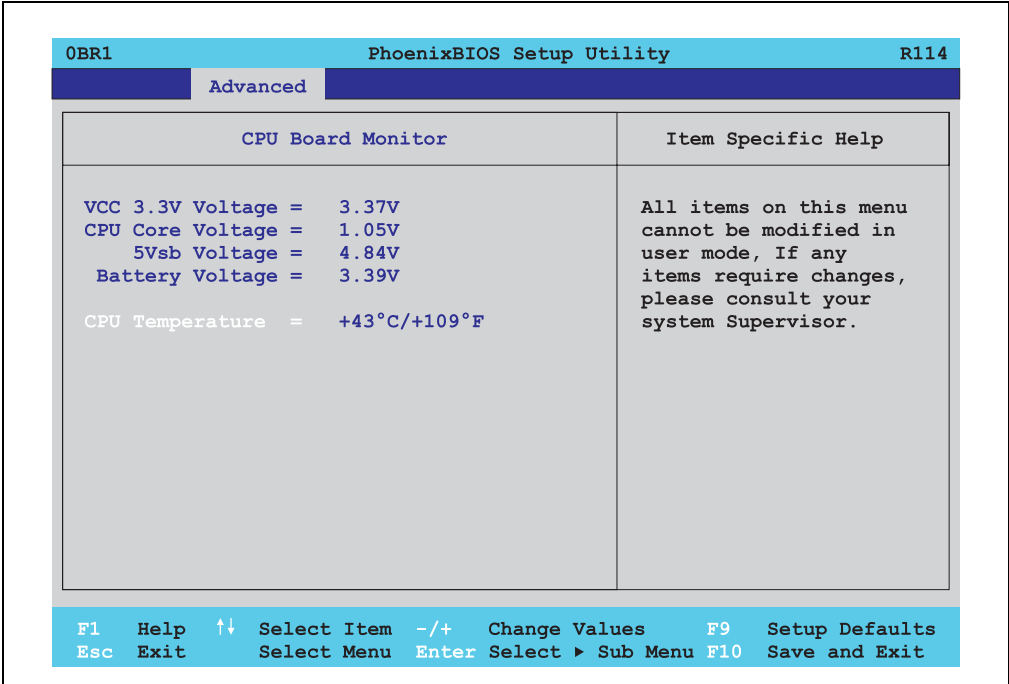 0BR1 PhoenixBIOS Setup Utility R114
Advanced
CPU Board Monitor
Item Specific Help
VCC 3.3V Voltage = 3.37V
CPU Core Voltage = 1.05V
5Vsb Voltage = 4.84V
Battery Voltage = 3.39V
CPU Temperature = +43°C/+109°F
All items on this menu
cannot be modified in
user mode, If any
items require changes,
please consult your
system Supervisor.
F1 Help ↑↓ Select Item -/+ Change Values F9 Setup Defaults
Esc Exit Select Menu Enter Select ▶ Sub Menu F10 Save and Exit